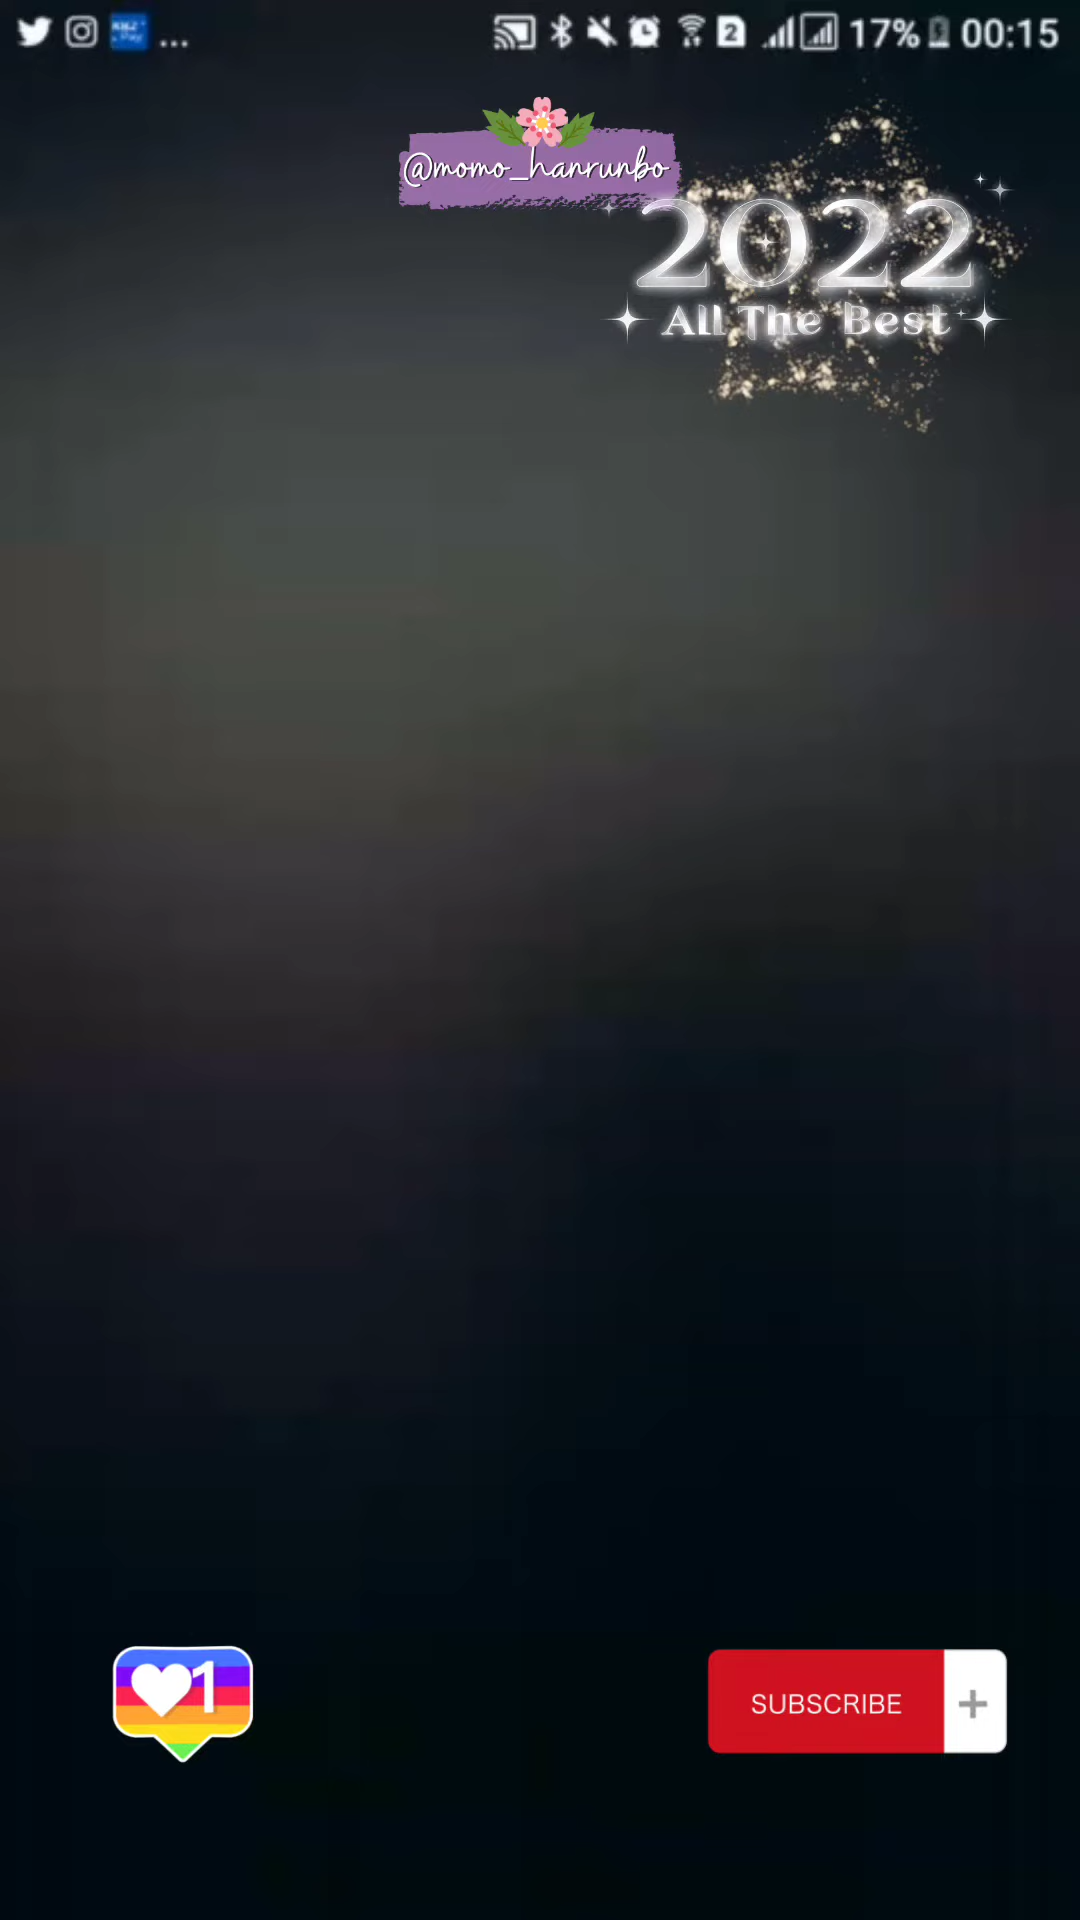 17% 00:15
@momo_hanrunbo
2022
All The Best
1
SUBSCRIBE +